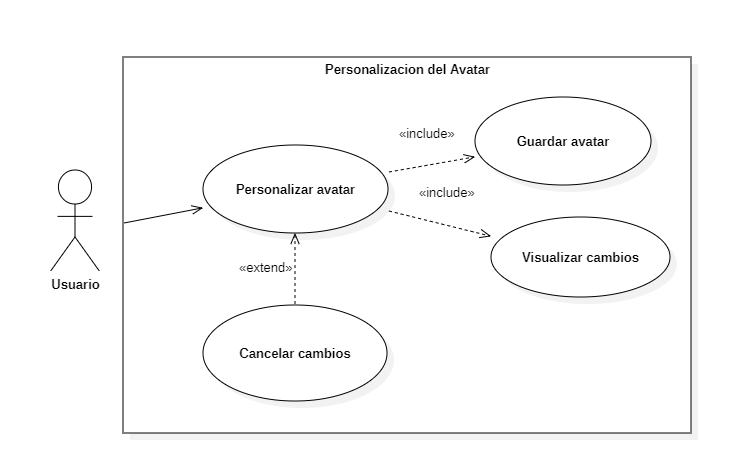 Personalizacion del Avatar
«include»
Guardar avatar
Personalizar avatar
«include»
Visualizar cambios
«extend»
Usuario
Cancelar cambios